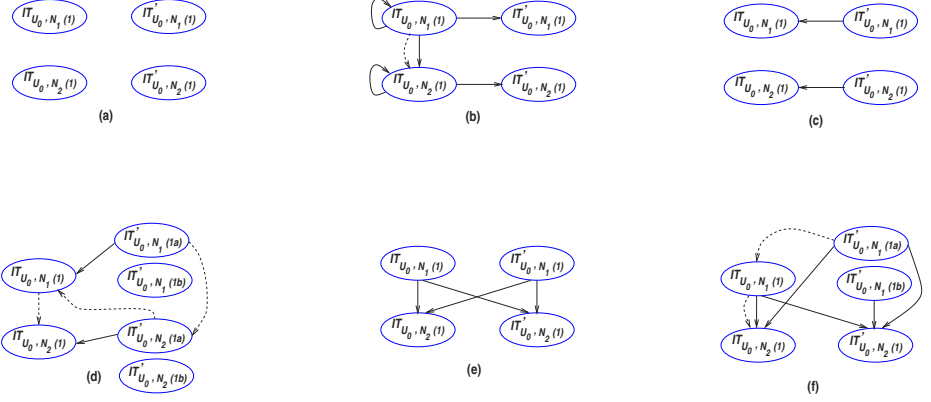 IT_{U_0, N_1 (1)} IT'_{U_0, N_1 (1)}
IT_{U_0, N_2 (1)} IT'_{U_0, N_2 (1)}
(a)
IT_{U_0, N_1 (1)} IT'_{U_0, N_1 (1)}
IT_{U_0, N_2 (1)} IT'_{U_0, N_2 (1)}
(b)
IT_{U_0, N_1 (1)} IT'_{U_0, N_1 (1)}
IT_{U_0, N_2 (1)} IT'_{U_0, N_2 (1)}
(c)
IT'_{U_0, N_1 (1a)}
IT_{U_0, N_1 (1)} IT'_{U_0, N_1 (1b)}
IT_{U_0, N_2 (1)} IT'_{U_0, N_2 (1a)}
IT'_{U_0, N_2 (1b)}
(d)
IT_{U_0, N_1 (1)} IT'_{U_0, N_1 (1)}
IT_{U_0, N_2 (1)} IT'_{U_0, N_2 (1)}
(e)
IT'_{U_0, N_1 (1a)}
IT_{U_0, N_1 (1)} IT'_{U_0, N_1 (1b)}
IT_{U_0, N_2 (1)} IT'_{U_0, N_2 (1)}
(f)